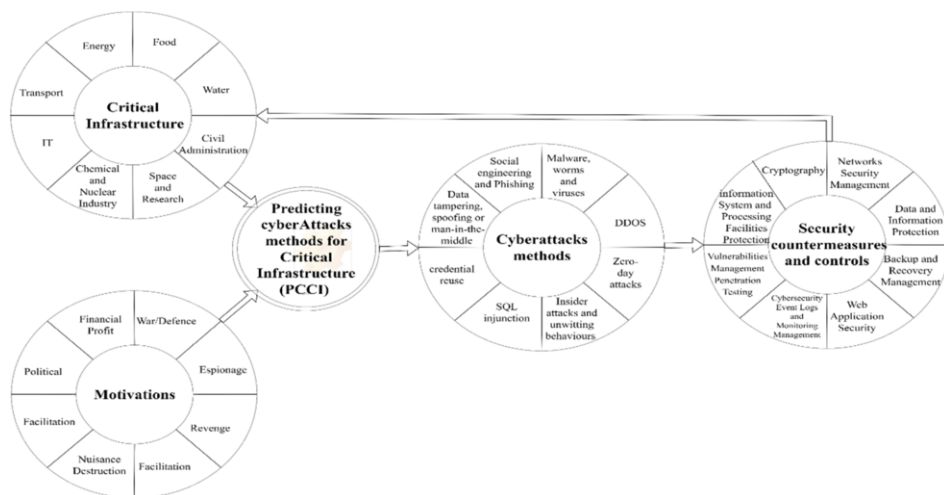 Energy
Food
Transport
Water
Critical
Infrastructure
IT
Civil
Administration
Chemical
and
Nuclear
Industry
Space
and
Research
Predicting
cyberAttacks
methods for
Critical
Infrastructure
(PCCI)
Financial
Profit
War/Defence
Political
Espionage
Motivations
Facilitation
Revenge
Nuisance
Destruction
Facilitation
Social
engineering
and Phishing
Malware,
worms
and
viruses
Data
tampering,
spoofing or
man-in-the-
middle
DDOS
Cyberattacks
methods
credential
reuse
Zero-
day
attacks
SQL
injunction
Insider
attacks and
unwitting
behaviours
Cryptography
Networks
Security
Management
information
System and
Processing
Facilities
Protection
Data and
Information
Protection
Security
countermeasures
and controls
Vulnerabilities
Management
Penetration
Testing
Backup and
Recovery
Management
Cybersecurity
Event Logs
and
Monitoring
Management
Web
Application
Security